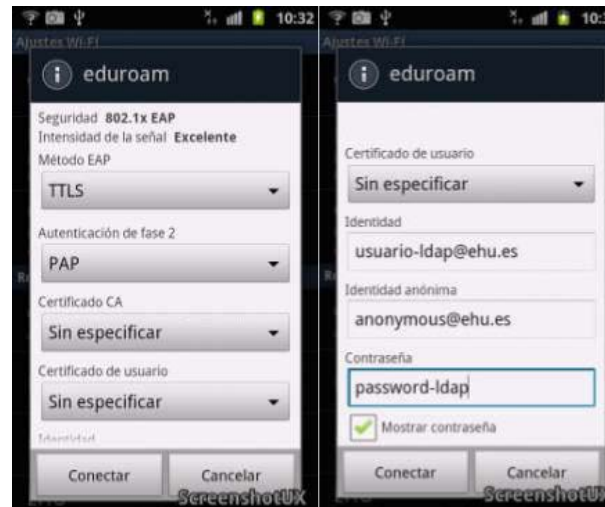 10:32
Ajustes Wi-Fi
eduroam
Seguridad 802.1x EAP
Intensidad de la señal Excelente
Método EAP
TTLS
Autenticación de fase 2
PAP
Certificado CA
Sin especificar
Certificado de usuario
Sin especificar
Identidad
Conectar Cancelar
ScreenshotUX
10:3
Ajustes Wi-Fi
eduroam
Certificado de usuario
Sin especificar
Identidad
usuario-ldap@ehu.es
Identidad anónima
anonymous@ehu.es
Contraseña
password-ldap
Mostrar contraseña
Conectar Cancelar
ScreenshotUX